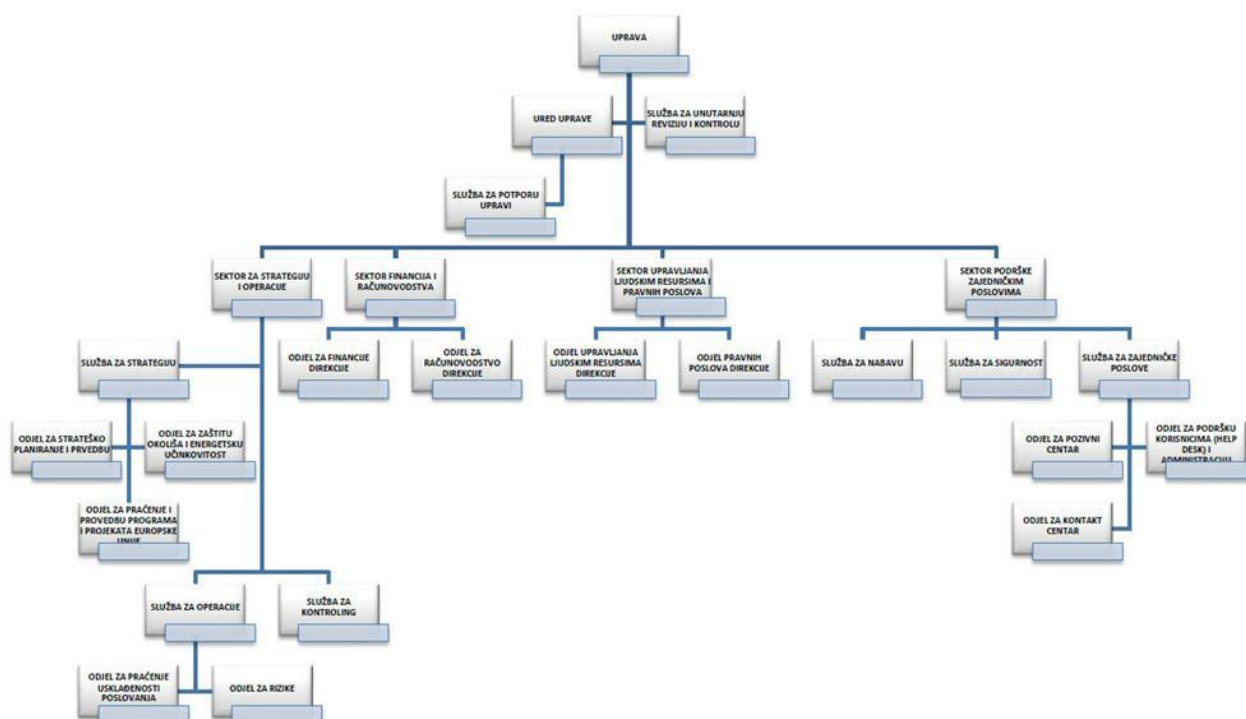 UPRAVA
URED UPRAVE
SLUŽBA ZA UNUTARNJU
REVIZIJU I KONTROLU
SLUŽBA ZA POTPORU
UPRAVI
SEKTOR ZA STRATEGIJU
I OPERACIJE
SEKTOR FINANCIJA I
RAČUNOVODSTVA
SEKTOR UPRAVLJANJA
LJUDSKIM RESURSIMA I
PRAVNIH POSLOVA
SEKTOR PODRŠKE
ZAJEDNIČKIM
POSLOVIMA
SLUŽBA ZA STRATEGIJU
ODJEL ZA FINANCIJE
DIREKCIJE
ODJEL ZA
RAČUNOVODSTVO
DIREKCIJE
ODJEL UPRAVLJANJA
LJUDSKIM RESURSIMA
DIREKCIJE
ODJEL PRAVNIH
POSLOVA DIREKCIJE
SLUŽBA ZA NABAVU
SLUŽBA ZA SIGURNOST
SLUŽBA ZA ZAJEDNIČKE
POSLOVE
ODJEL ZA STRATEŠKO
PLANIRANJE I PRVEDBU
ODJEL ZA ZAŠTITU
OKOLIŠA I ENERGETSKU
UČINKOVITOST
ODJEL ZA POZIVNI
CENTAR
ODJEL ZA PODRŠKU
KORISNICIMA (HELP
DESK) I
ADMINISTRACIJU
ODJEL ZA PRAĆENJE I
PROVEDBU PROGRAMA
I PROJEKATA EUROPSKE
UNIJE
ODJEL ZA KONTAKT
CENTAR
SLUŽBA ZA OPERACIJE
SLUŽBA ZA
KONTROLING
ODJEL ZA PRAĆENJE
USKLAĐENOSTI
POSLOVANJA
ODJEL ZA RIZIKE